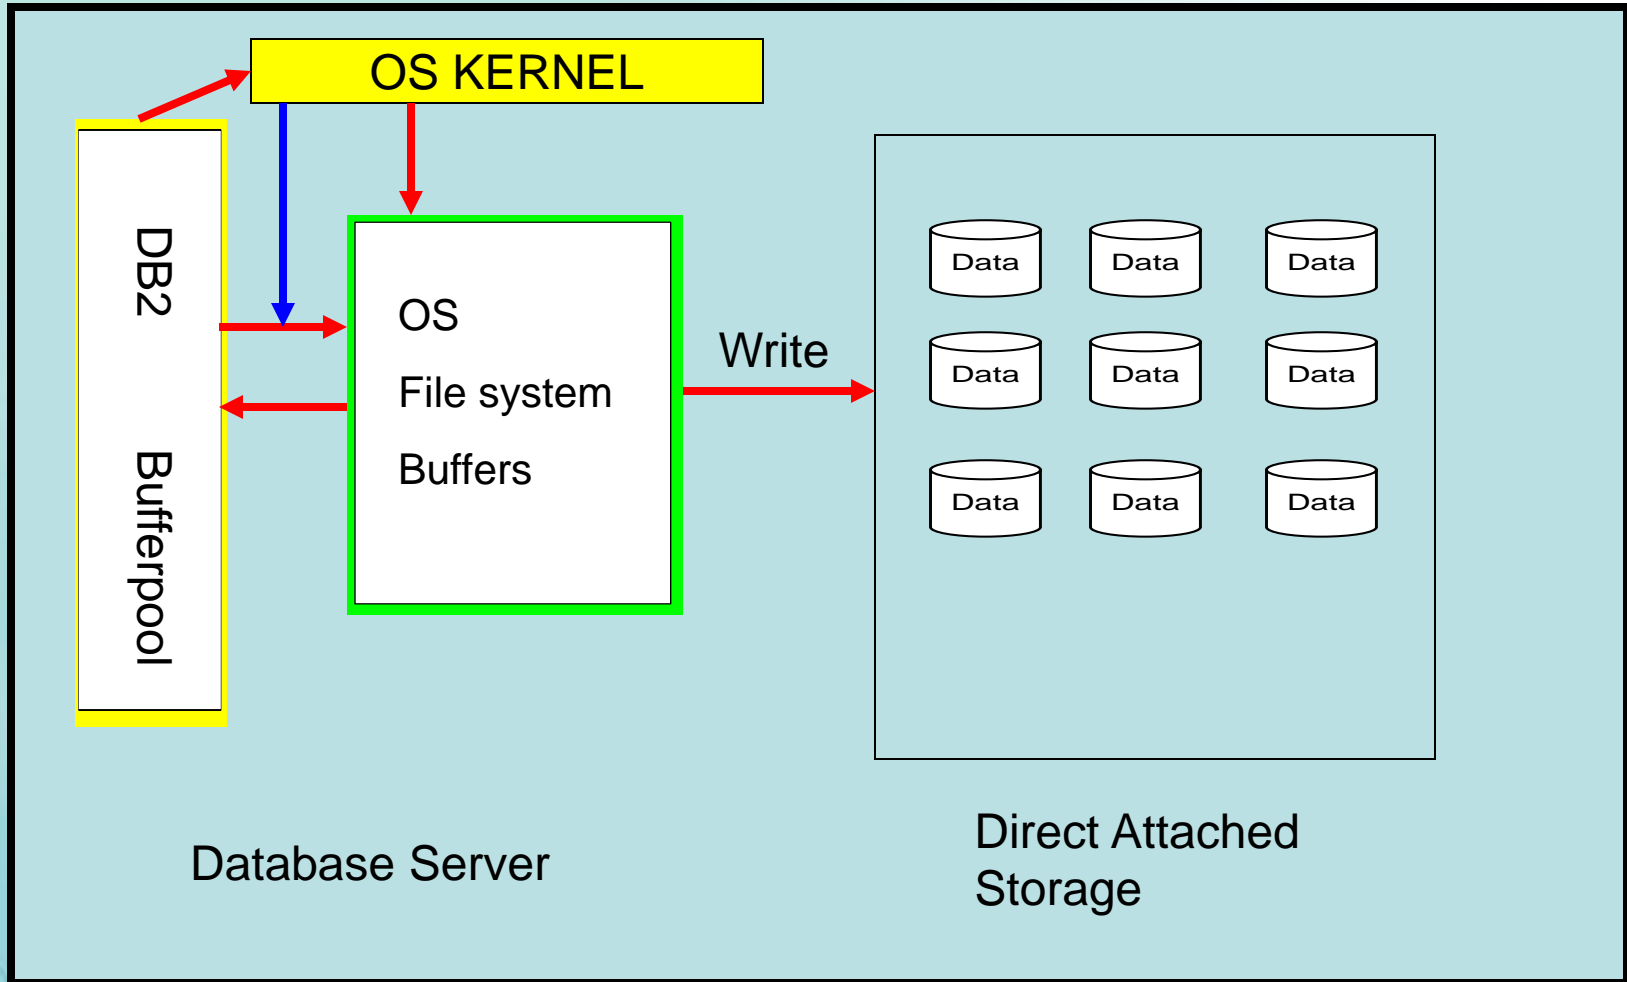 OS KERNEL
DB2 Bufferpool
OS
File system
Buffers
Write
Data Data Data
Data Data Data
Data Data Data
Database Server
Direct Attached
Storage